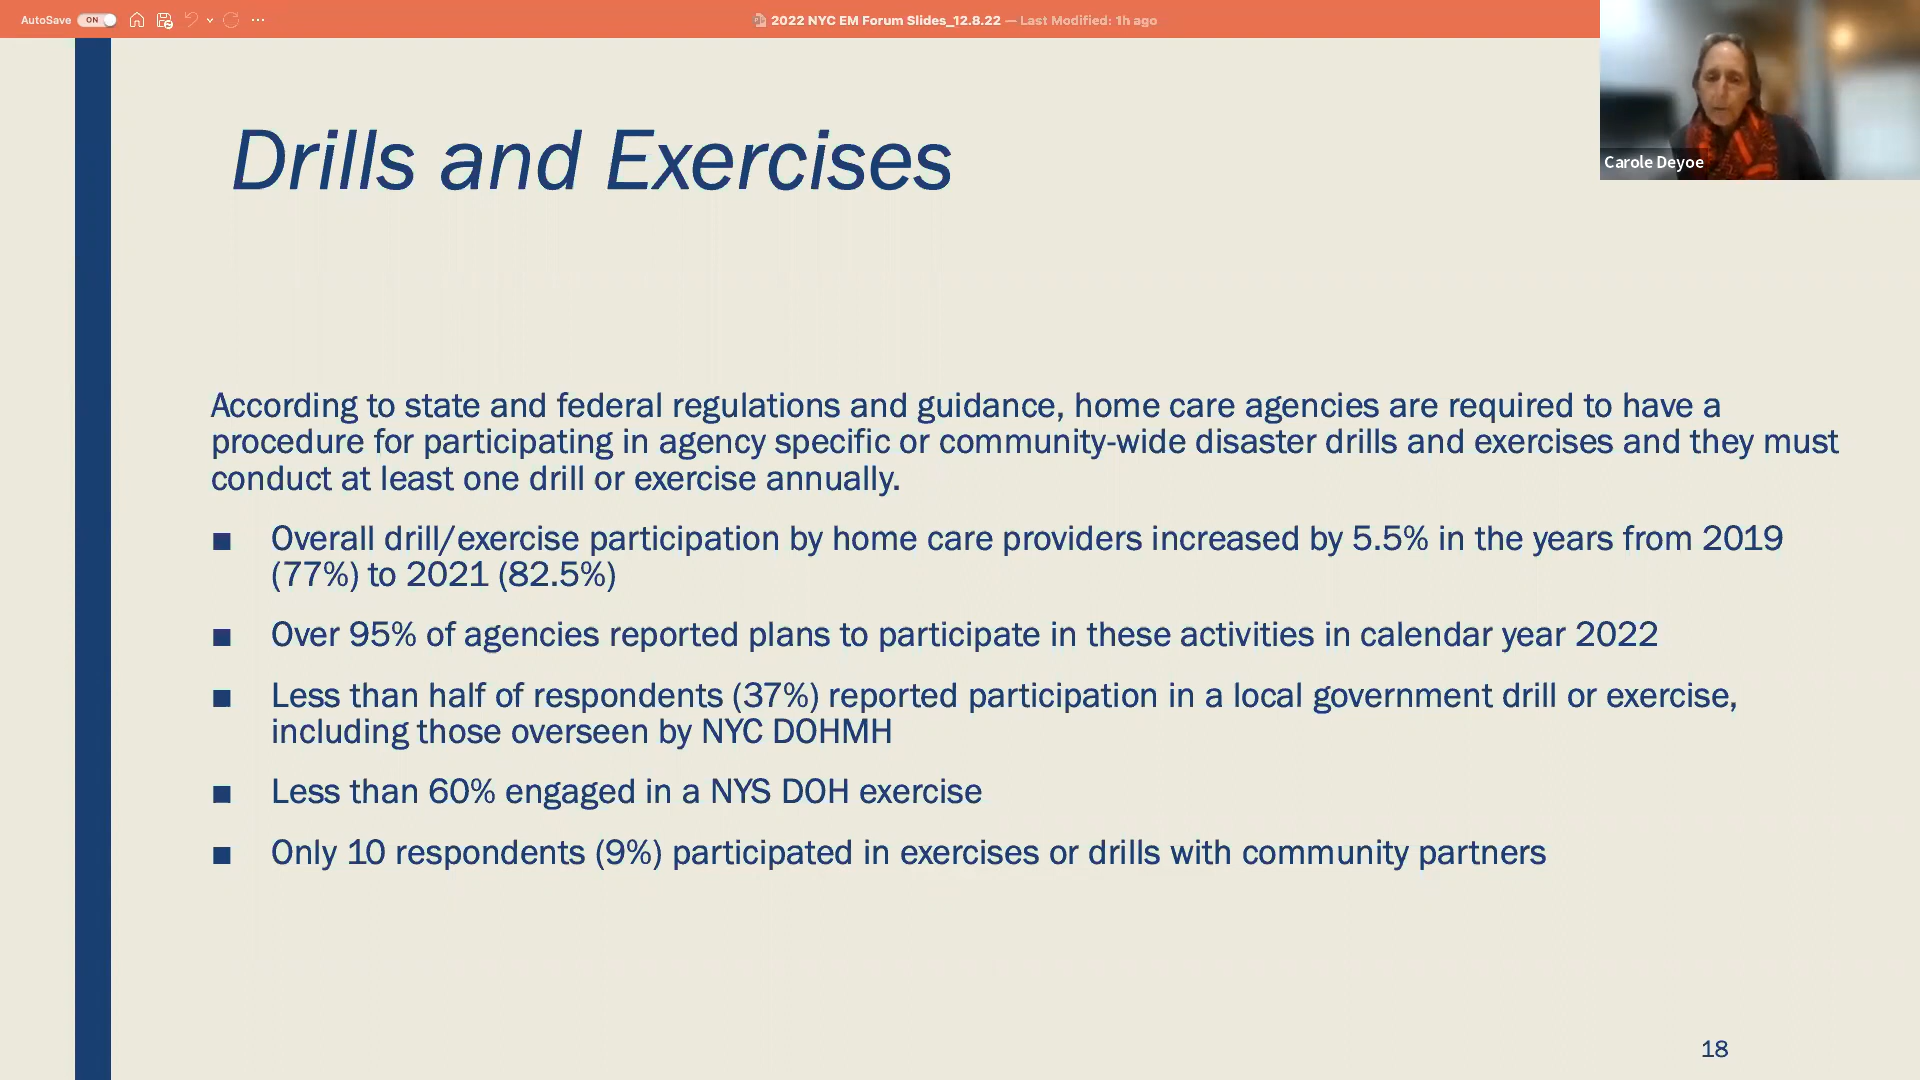 AutoSave ON 2022 NYC EM Forum Slides_12.8.22 — Last Modified: 1h ago
Carole Deyoe
Drills and Exercises
According to state and federal regulations and guidance, home care agencies are required to have a
procedure for participating in agency specific or community-wide disaster drills and exercises and they must
conduct at least one drill or exercise annually.
■ Overall drill/exercise participation by home care providers increased by 5.5% in the years from 2019
(77%) to 2021 (82.5%)
■ Over 95% of agencies reported plans to participate in these activities in calendar year 2022
■ Less than half of respondents (37%) reported participation in a local government drill or exercise,
including those overseen by NYC DOHMH
■ Less than 60% engaged in a NYS DOH exercise
■ Only 10 respondents (9%) participated in exercises or drills with community partners
18